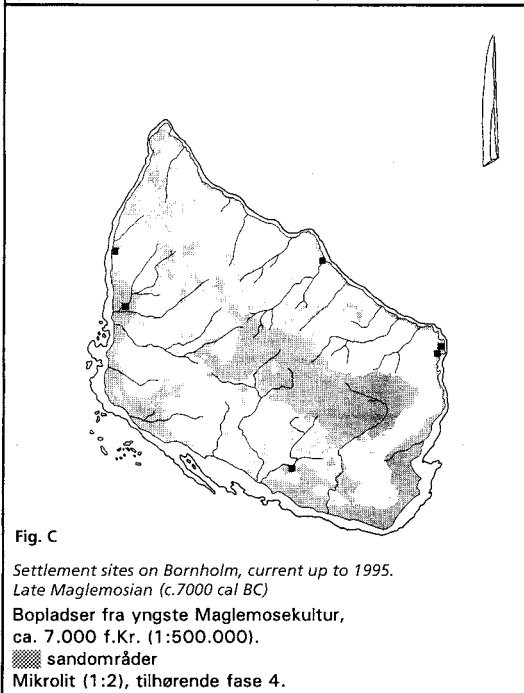 Fig. C
Settlement sites on Bornholm, current up to 1995.
Late Maglemosian (c.7000 cal BC)
Bopladser fra yngste Maglemosekultur,
ca. 7.000 f.Kr. (1:500.000).
sandområder
Mikrolit (1:2), tilhørende fase 4.